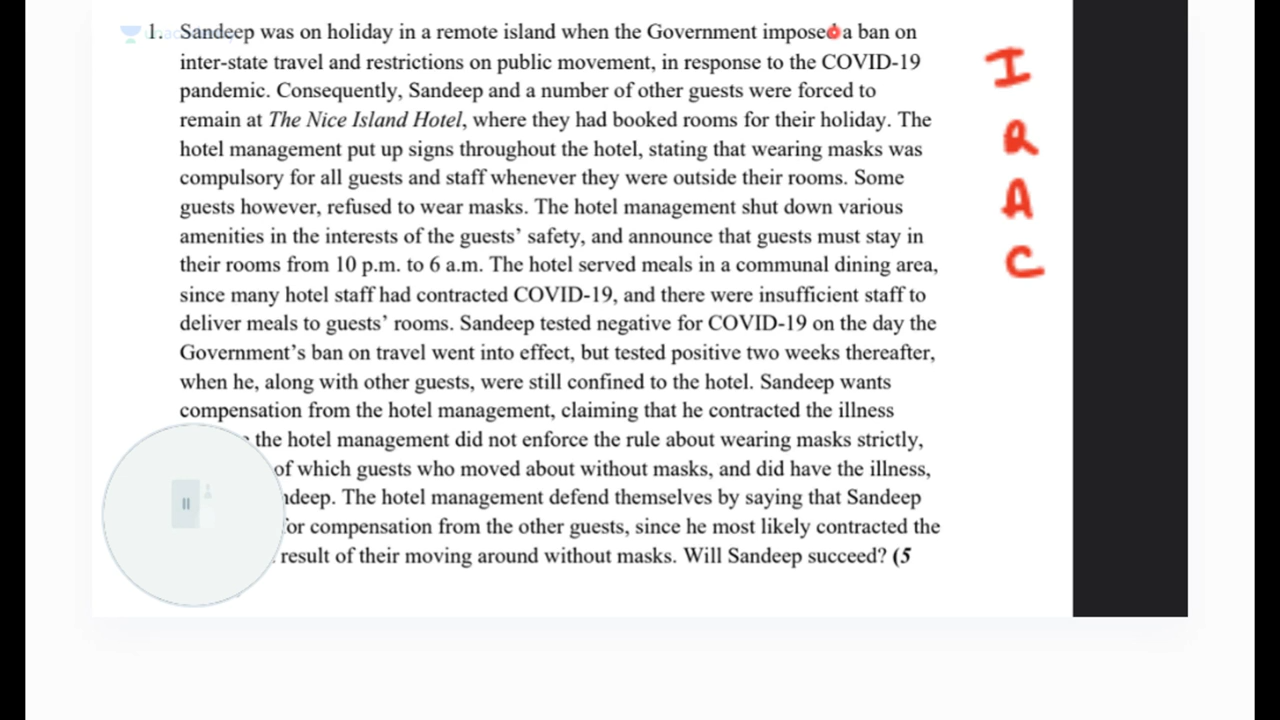 1. Sandeep was on holiday in a remote island when the Government imposed a ban on
inter-state travel and restrictions on public movement, in response to the COVID-19
pandemic. Consequently, Sandeep and a number of other guests were forced to
remain at The Nice Island Hotel, where they had booked rooms for their holiday. The
hotel management put up signs throughout the hotel, stating that wearing masks was
compulsory for all guests and staff whenever they were outside their rooms. Some
guests however, refused to wear masks. The hotel management shut down various
amenities in the interests of the guests' safety, and announce that guests must stay in
their rooms from 10 p.m. to 6 a.m. The hotel served meals in a communal dining area,
since many hotel staff had contracted COVID-19, and there were insufficient staff to
deliver meals to guests' rooms. Sandeep tested negative for COVID-19 on the day the
Government's ban on travel went into effect, but tested positive two weeks thereafter,
when he, along with other guests, were still confined to the hotel. Sandeep wants
compensation from the hotel management, claiming that he contracted the illness
the hotel management did not enforce the rule about wearing masks strictly,
of which guests who moved about without masks, and did have the illness,
The hotel management defend themselves by saying that Sandeep
compensation from the other guests, since he most likely contracted the
result of their moving around without masks. Will Sandeep succeed? (5
I
R
A
C